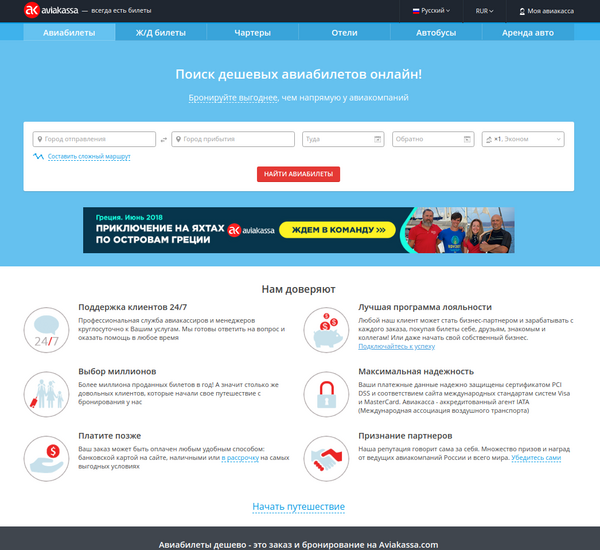 aviakassa — всегда есть билеты
Русский
RUR
Моя авиакасса
Авиабилеты
Ж/Д билеты
Чартеры
Отели
Автобусы
Аренда авто
Поиск дешевых авиабилетов онлайн!
Бронируйте выгоднее, чем напрямую у авиакомпаний
Город отправления
Город прибытия
Туда
Обратно
×1, Эконом
Составить сложный маршрут
НАЙТИ АВИАБИЛЕТЫ
Греция. Июнь 2018
ПРИКЛЮЧЕНИЕ НА ЯХТАХ
ПО ОСТРОВАМ ГРЕЦИИ
aviakassa
ЖДЕМ В КОМАНДУ >>>
Нам доверяют
24/7
Поддержка клиентов 24/7
Профессиональная служба авиакассиров и менеджеров
круглосуточно к Вашим услугам. Мы готовы ответить на вопрос и
оказать помощь в любое время
Лучшая программа лояльности
Любой наш клиент может стать бизнес-партнером и зарабатывать с
каждого заказа, покупая билеты себе, друзьям, знакомым и
коллегам! Или даже начать свой собственный бизнес.
Подключайтесь к успеху
Выбор миллионов
Более миллиона проданных билетов в год! А значит столько же
довольных клиентов, которые начали свое путешествие с
бронирования у нас
Максимальная надежность
Ваши платежные данные надежно защищены сертификатом PCI
DSS и соответствием сайта международных стандартам систем Visa
и MasterCard. Авиакасса - аккредитованный агент IATA
(Международная ассоциация воздушного транспорта)
Платите позже
Ваш заказ может быть оплачен любым удобным способом:
банковской картой на сайте, наличными или в рассрочку на самых
выгодных условиях
Признание партнеров
Наша репутация говорит сама за себя. Множество призов и наград
от ведущих авиакомпаний России и всего мира. Убедитесь сами
Начать путешествие
Авиабилеты дешево - это заказ и бронирование на Aviakassa.com